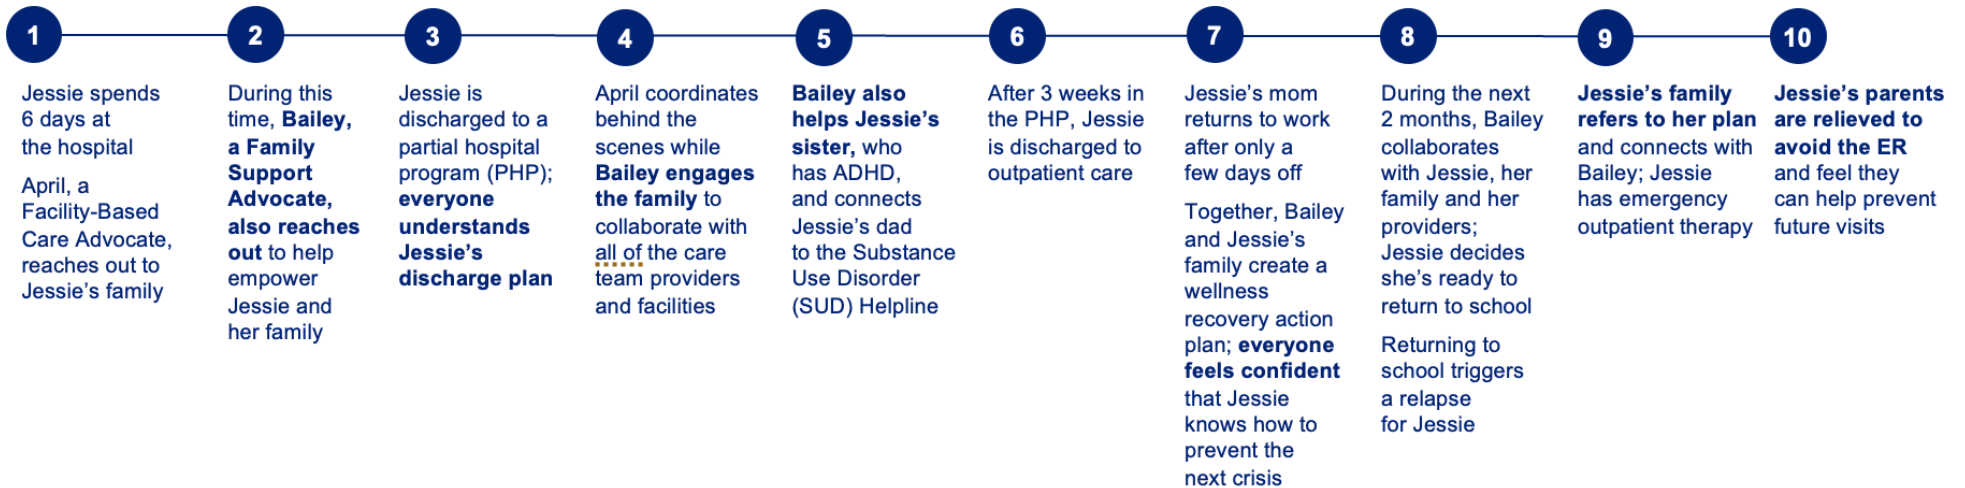 1
Jessie spends
6 days at
the hospital
April, a
Facility-Based
Care Advocate,
reaches out to
Jessie's family
2
During this
time, Bailey,
a Family
Support
Advocate,
also reaches
out to help
empower
Jessie and
her family
3
Jessie is
discharged to a
partial hospital
program (PHP);
everyone
understands
Jessie's
discharge plan
4
April coordinates
behind the
scenes while
Bailey engages
the family to
collaborate with
all of the care
team providers
and facilities
5
Bailey also
helps Jessie's
sister, who
has ADHD,
and connects
Jessie's dad
to the Substance
Use Disorder
(SUD) Helpline
6
After 3 weeks in
the PHP, Jessie
is discharged to
outpatient care
7
Jessie's mom
returns to work
after only a
few days off
Together, Bailey
and Jessie's
family create a
wellness
recovery action
plan; everyone
feels confident
that Jessie
knows how to
prevent the
next crisis
8
During the next
2 months, Bailey
collaborates
with Jessie, her
family and her
providers;
Jessie decides
she's ready to
return to school
Returning to
school triggers
a relapse
for Jessie
9
Jessie's family
refers to her plan
and connects with
Bailey; Jessie
has emergency
outpatient therapy
10
Jessie's parents
are relieved to
avoid the ER
and feel they
can help prevent
future visits